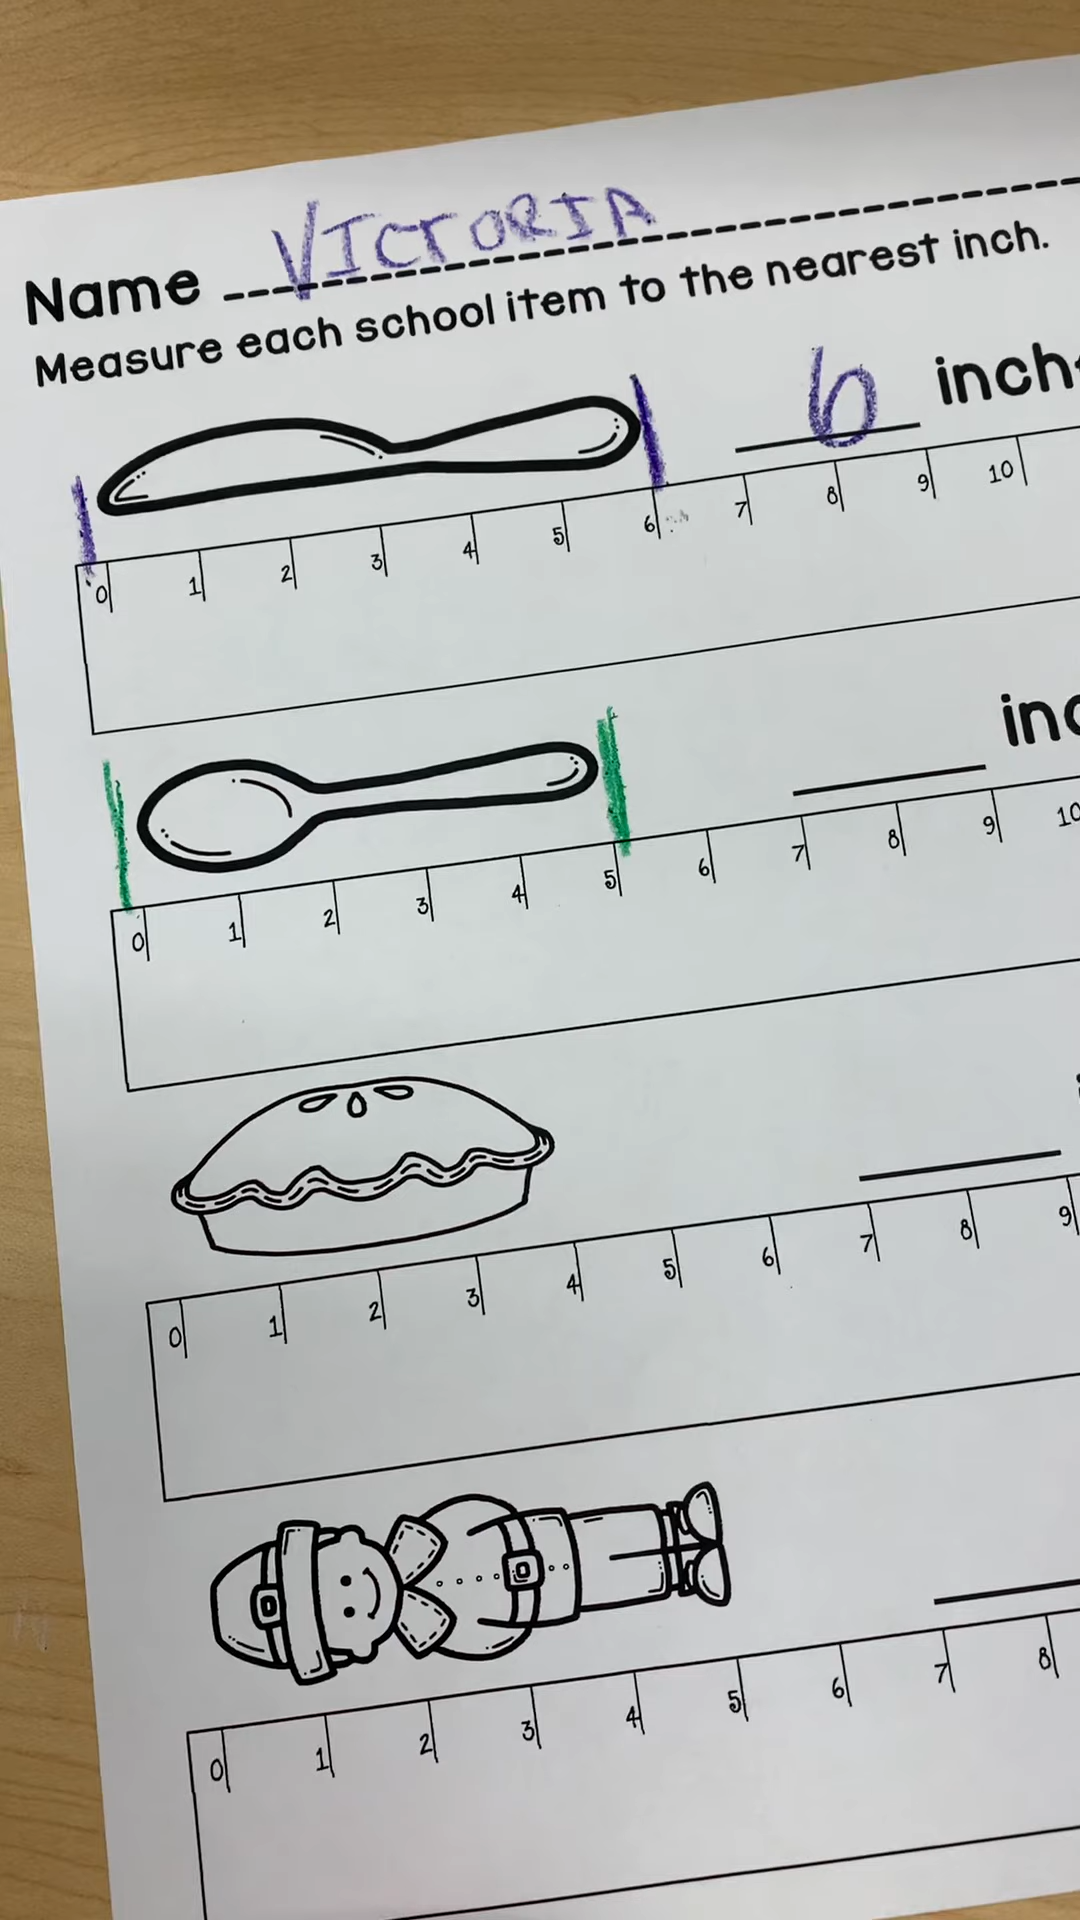 Name VICTORIA
Measure each school item to the nearest inch.
6 inch
0 1 2 3 4 5 6 7 8 9 10
inc
0 1 2 3 4 5 6 7 8 9 10
0 1 2 3 4 5 6 7 8 9
0 1 2 3 4 5 6 7 8